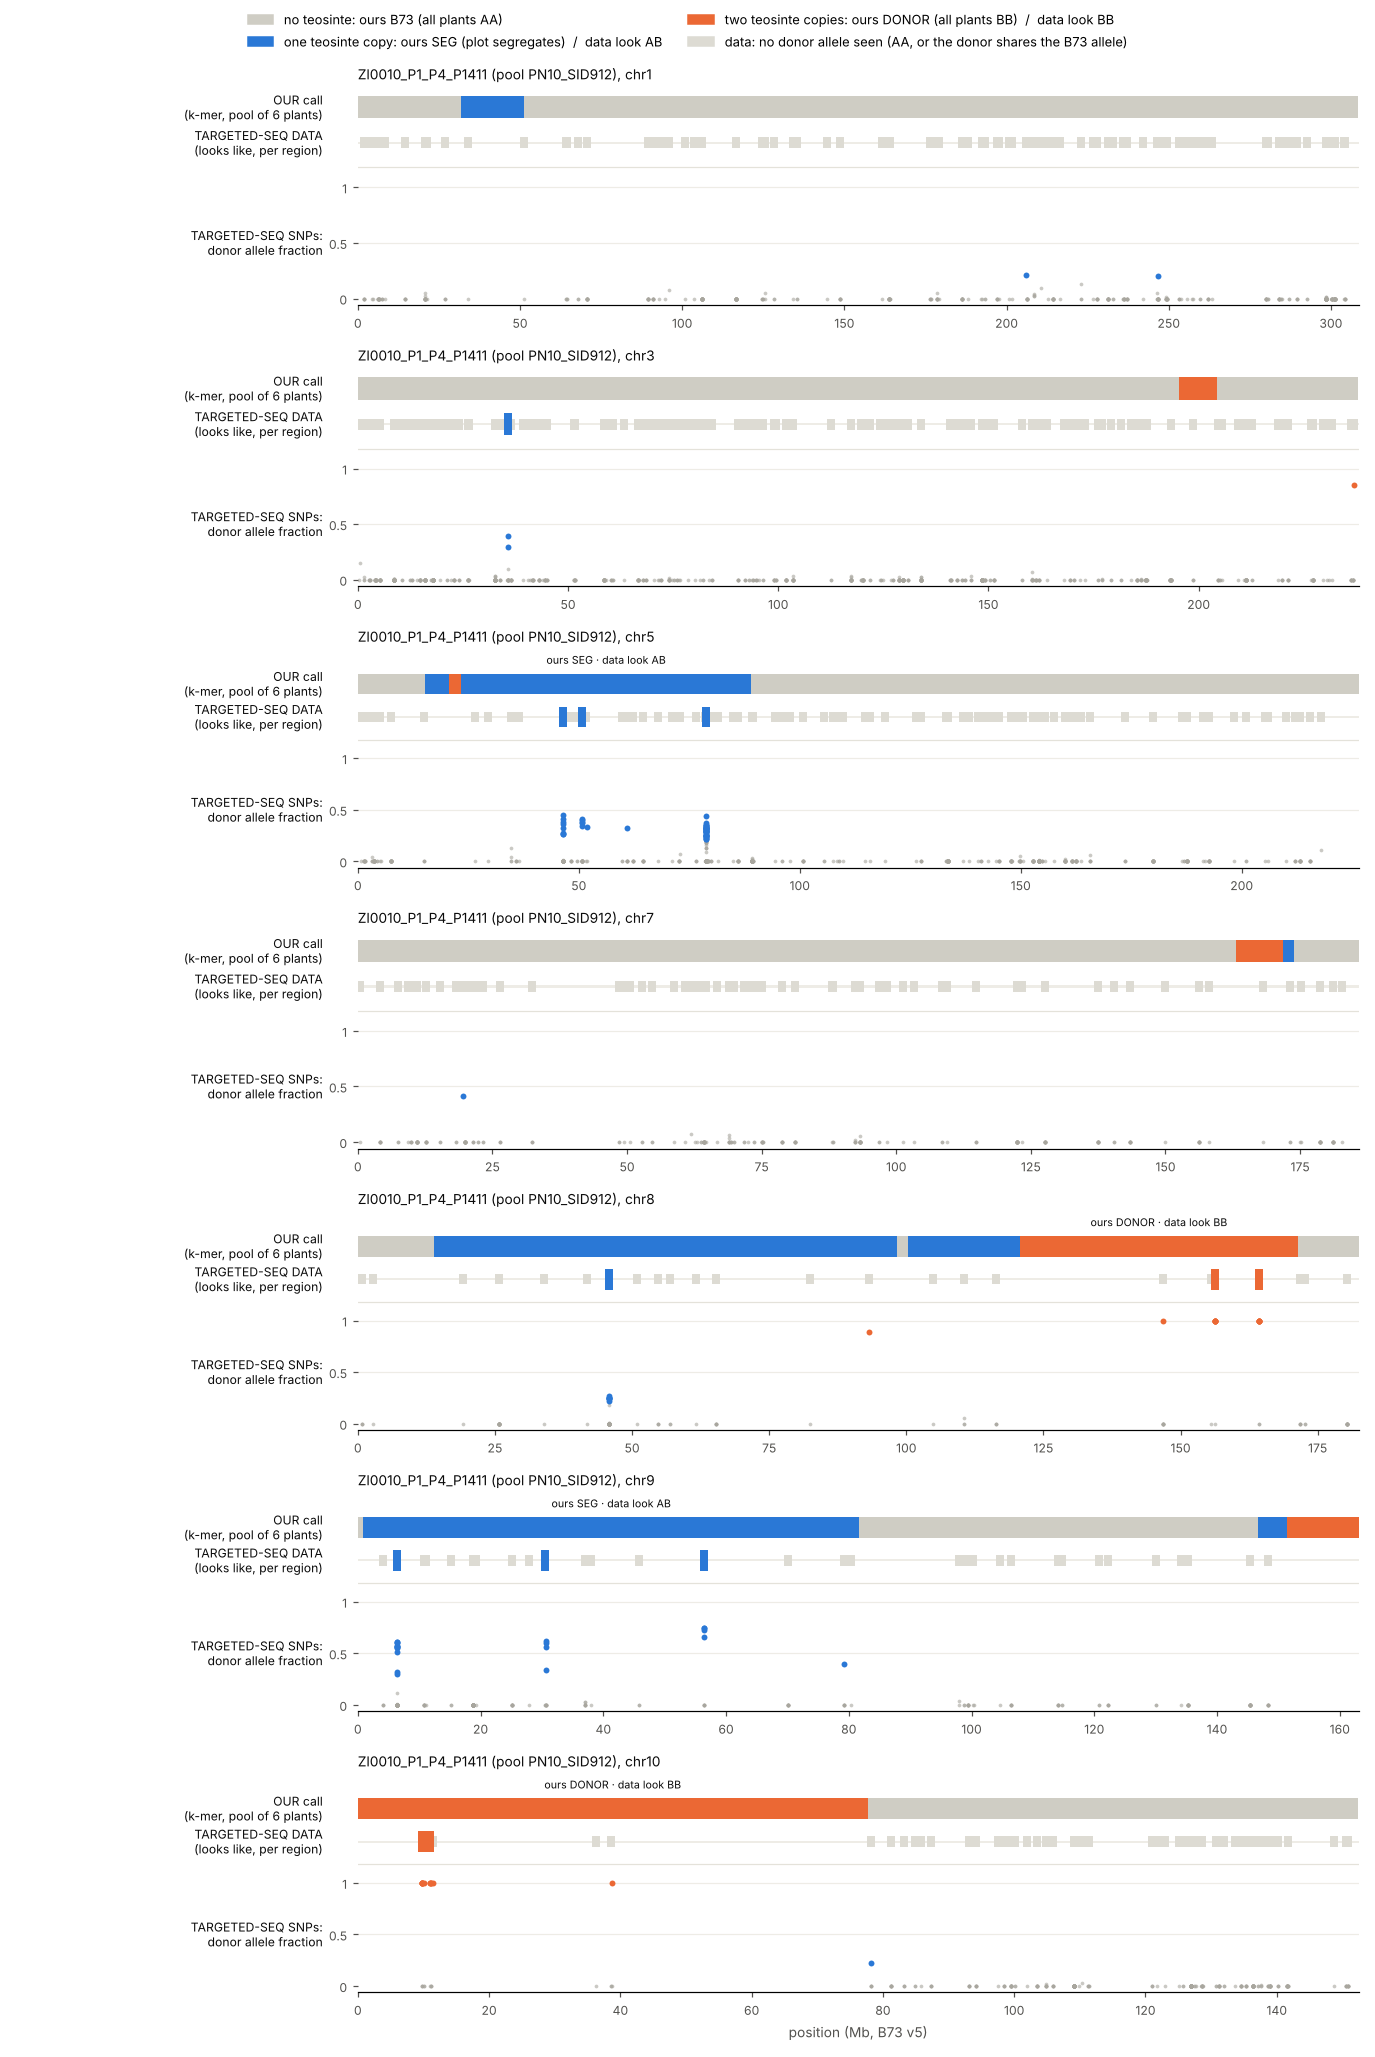 no teosinte: ours B73 (all plants AA)
two teosinte copies: ours DONOR (all plants BB)  /  data look BB
one teosinte copy: ours SEG (plot segregates)  /  data look AB
data: no donor allele seen (AA, or the donor shares the B73 allele)
ZI0010_P1_P4_P1411 (pool PN10_SID912), chr1
OUR call
(k-mer, pool of 6 plants)
TARGETED-SEQ DATA
(looks like, per region)
1
TARGETED-SEQ SNPs:
donor allele fraction
0.5
0
0 50 100 150 200 250 300
ZI0010_P1_P4_P1411 (pool PN10_SID912), chr3
OUR call
(k-mer, pool of 6 plants)
TARGETED-SEQ DATA
(looks like, per region)
1
TARGETED-SEQ SNPs:
donor allele fraction
0.5
0
0 50 100 150 200
ZI0010_P1_P4_P1411 (pool PN10_SID912), chr5
ours SEG · data look AB
OUR call
(k-mer, pool of 6 plants)
TARGETED-SEQ DATA
(looks like, per region)
1
TARGETED-SEQ SNPs:
donor allele fraction
0.5
0
0 50 100 150 200
ZI0010_P1_P4_P1411 (pool PN10_SID912), chr7
OUR call
(k-mer, pool of 6 plants)
TARGETED-SEQ DATA
(looks like, per region)
1
TARGETED-SEQ SNPs:
donor allele fraction
0.5
0
0 25 50 75 100 125 150 175
ZI0010_P1_P4_P1411 (pool PN10_SID912), chr8
ours DONOR · data look BB
OUR call
(k-mer, pool of 6 plants)
TARGETED-SEQ DATA
(looks like, per region)
1
TARGETED-SEQ SNPs:
donor allele fraction
0.5
0
0 25 50 75 100 125 150 175
ZI0010_P1_P4_P1411 (pool PN10_SID912), chr9
ours SEG · data look AB
OUR call
(k-mer, pool of 6 plants)
TARGETED-SEQ DATA
(looks like, per region)
1
TARGETED-SEQ SNPs:
donor allele fraction
0.5
0
0 20 40 60 80 100 120 140 160
ZI0010_P1_P4_P1411 (pool PN10_SID912), chr10
ours DONOR · data look BB
OUR call
(k-mer, pool of 6 plants)
TARGETED-SEQ DATA
(looks like, per region)
1
TARGETED-SEQ SNPs:
donor allele fraction
0.5
0
0 20 40 60 80 100 120 140
position (Mb, B73 v5)